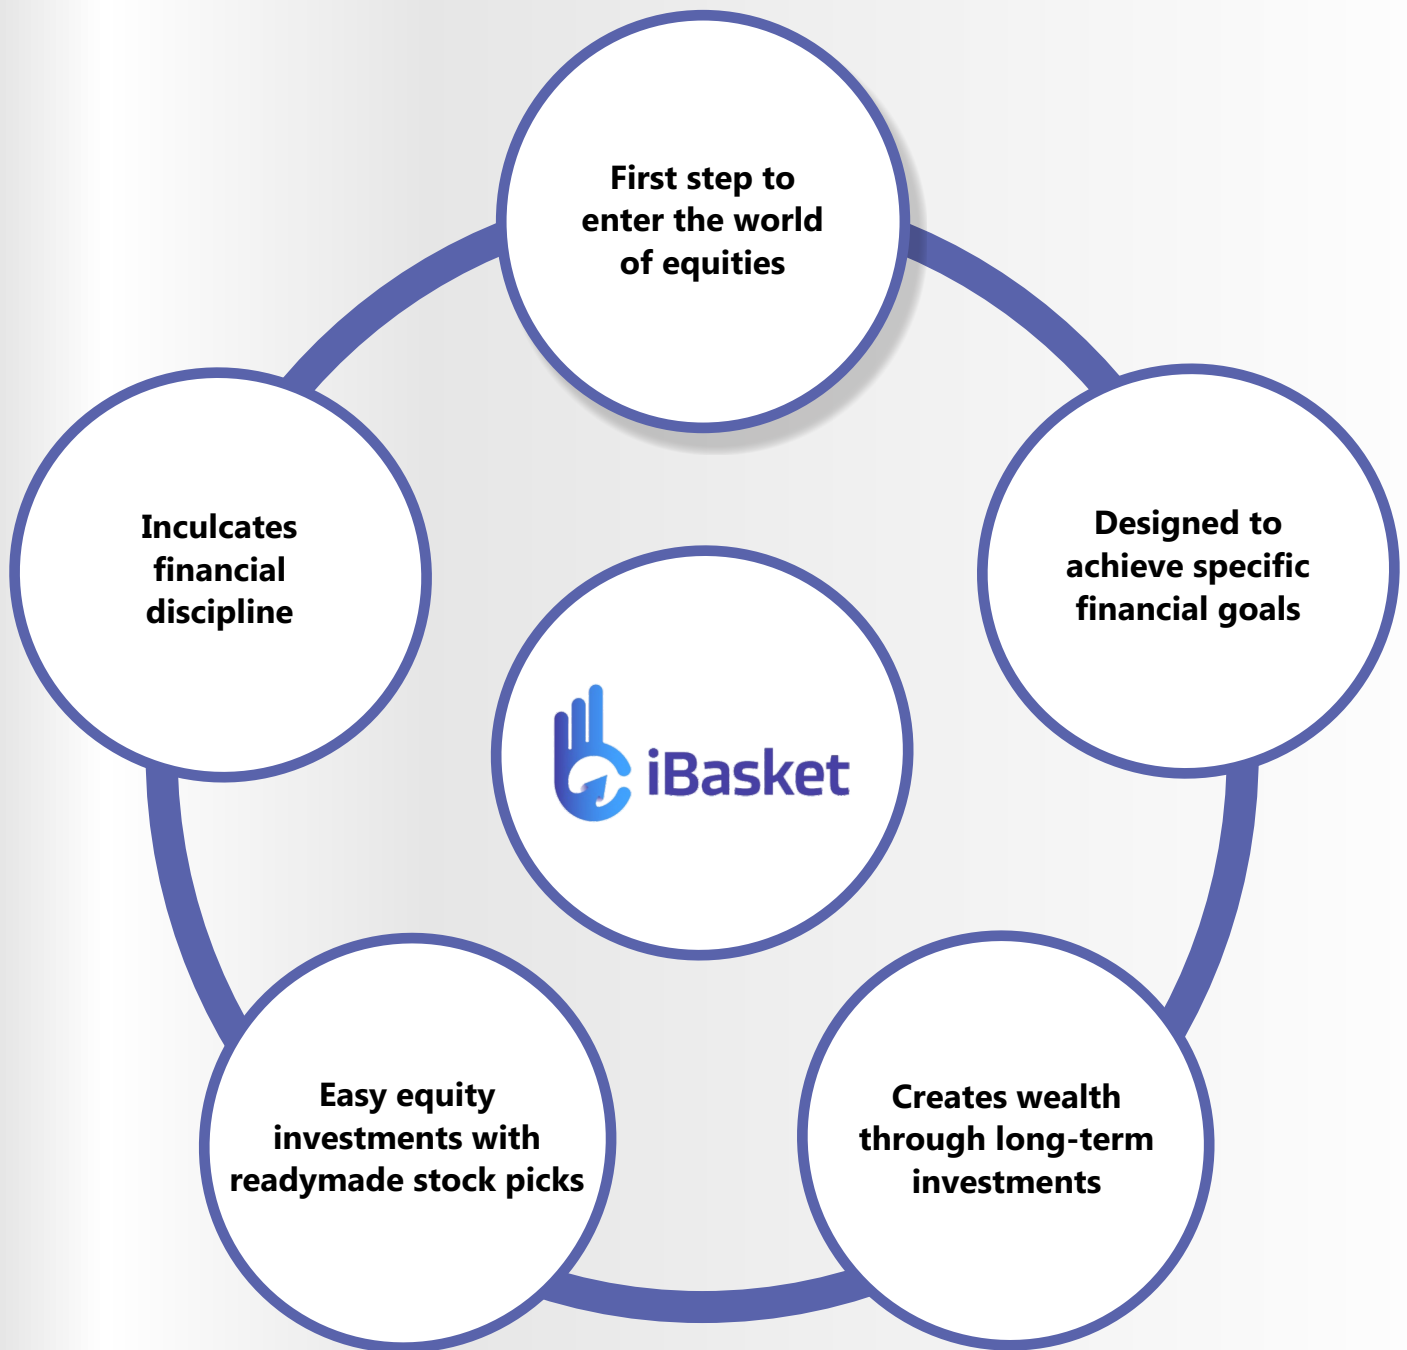 First step to
enter the world
of equities
Inculcates
financial
discipline
Designed to
achieve specific
financial goals
iBasket
Easy equity
investments with
readymade stock picks
Creates wealth
through long-term
investments